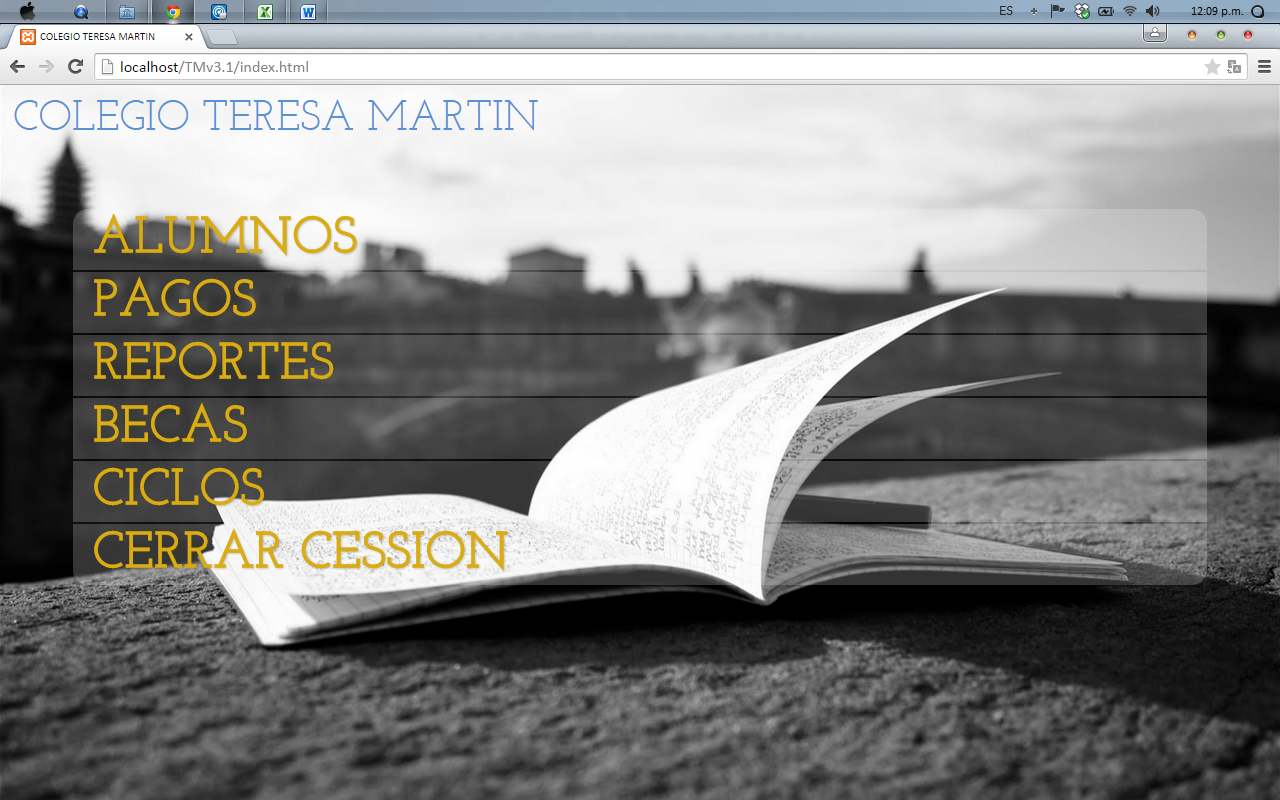 ES
12:09 p.m.
COLEGIO TERESA MARTIN
localhost/TMv3.1/index.html
COLEGIO TERESA MARTIN
ALUMNOS
PAGOS
REPORTES
BECAS
CICLOS
CERRAR CESSION